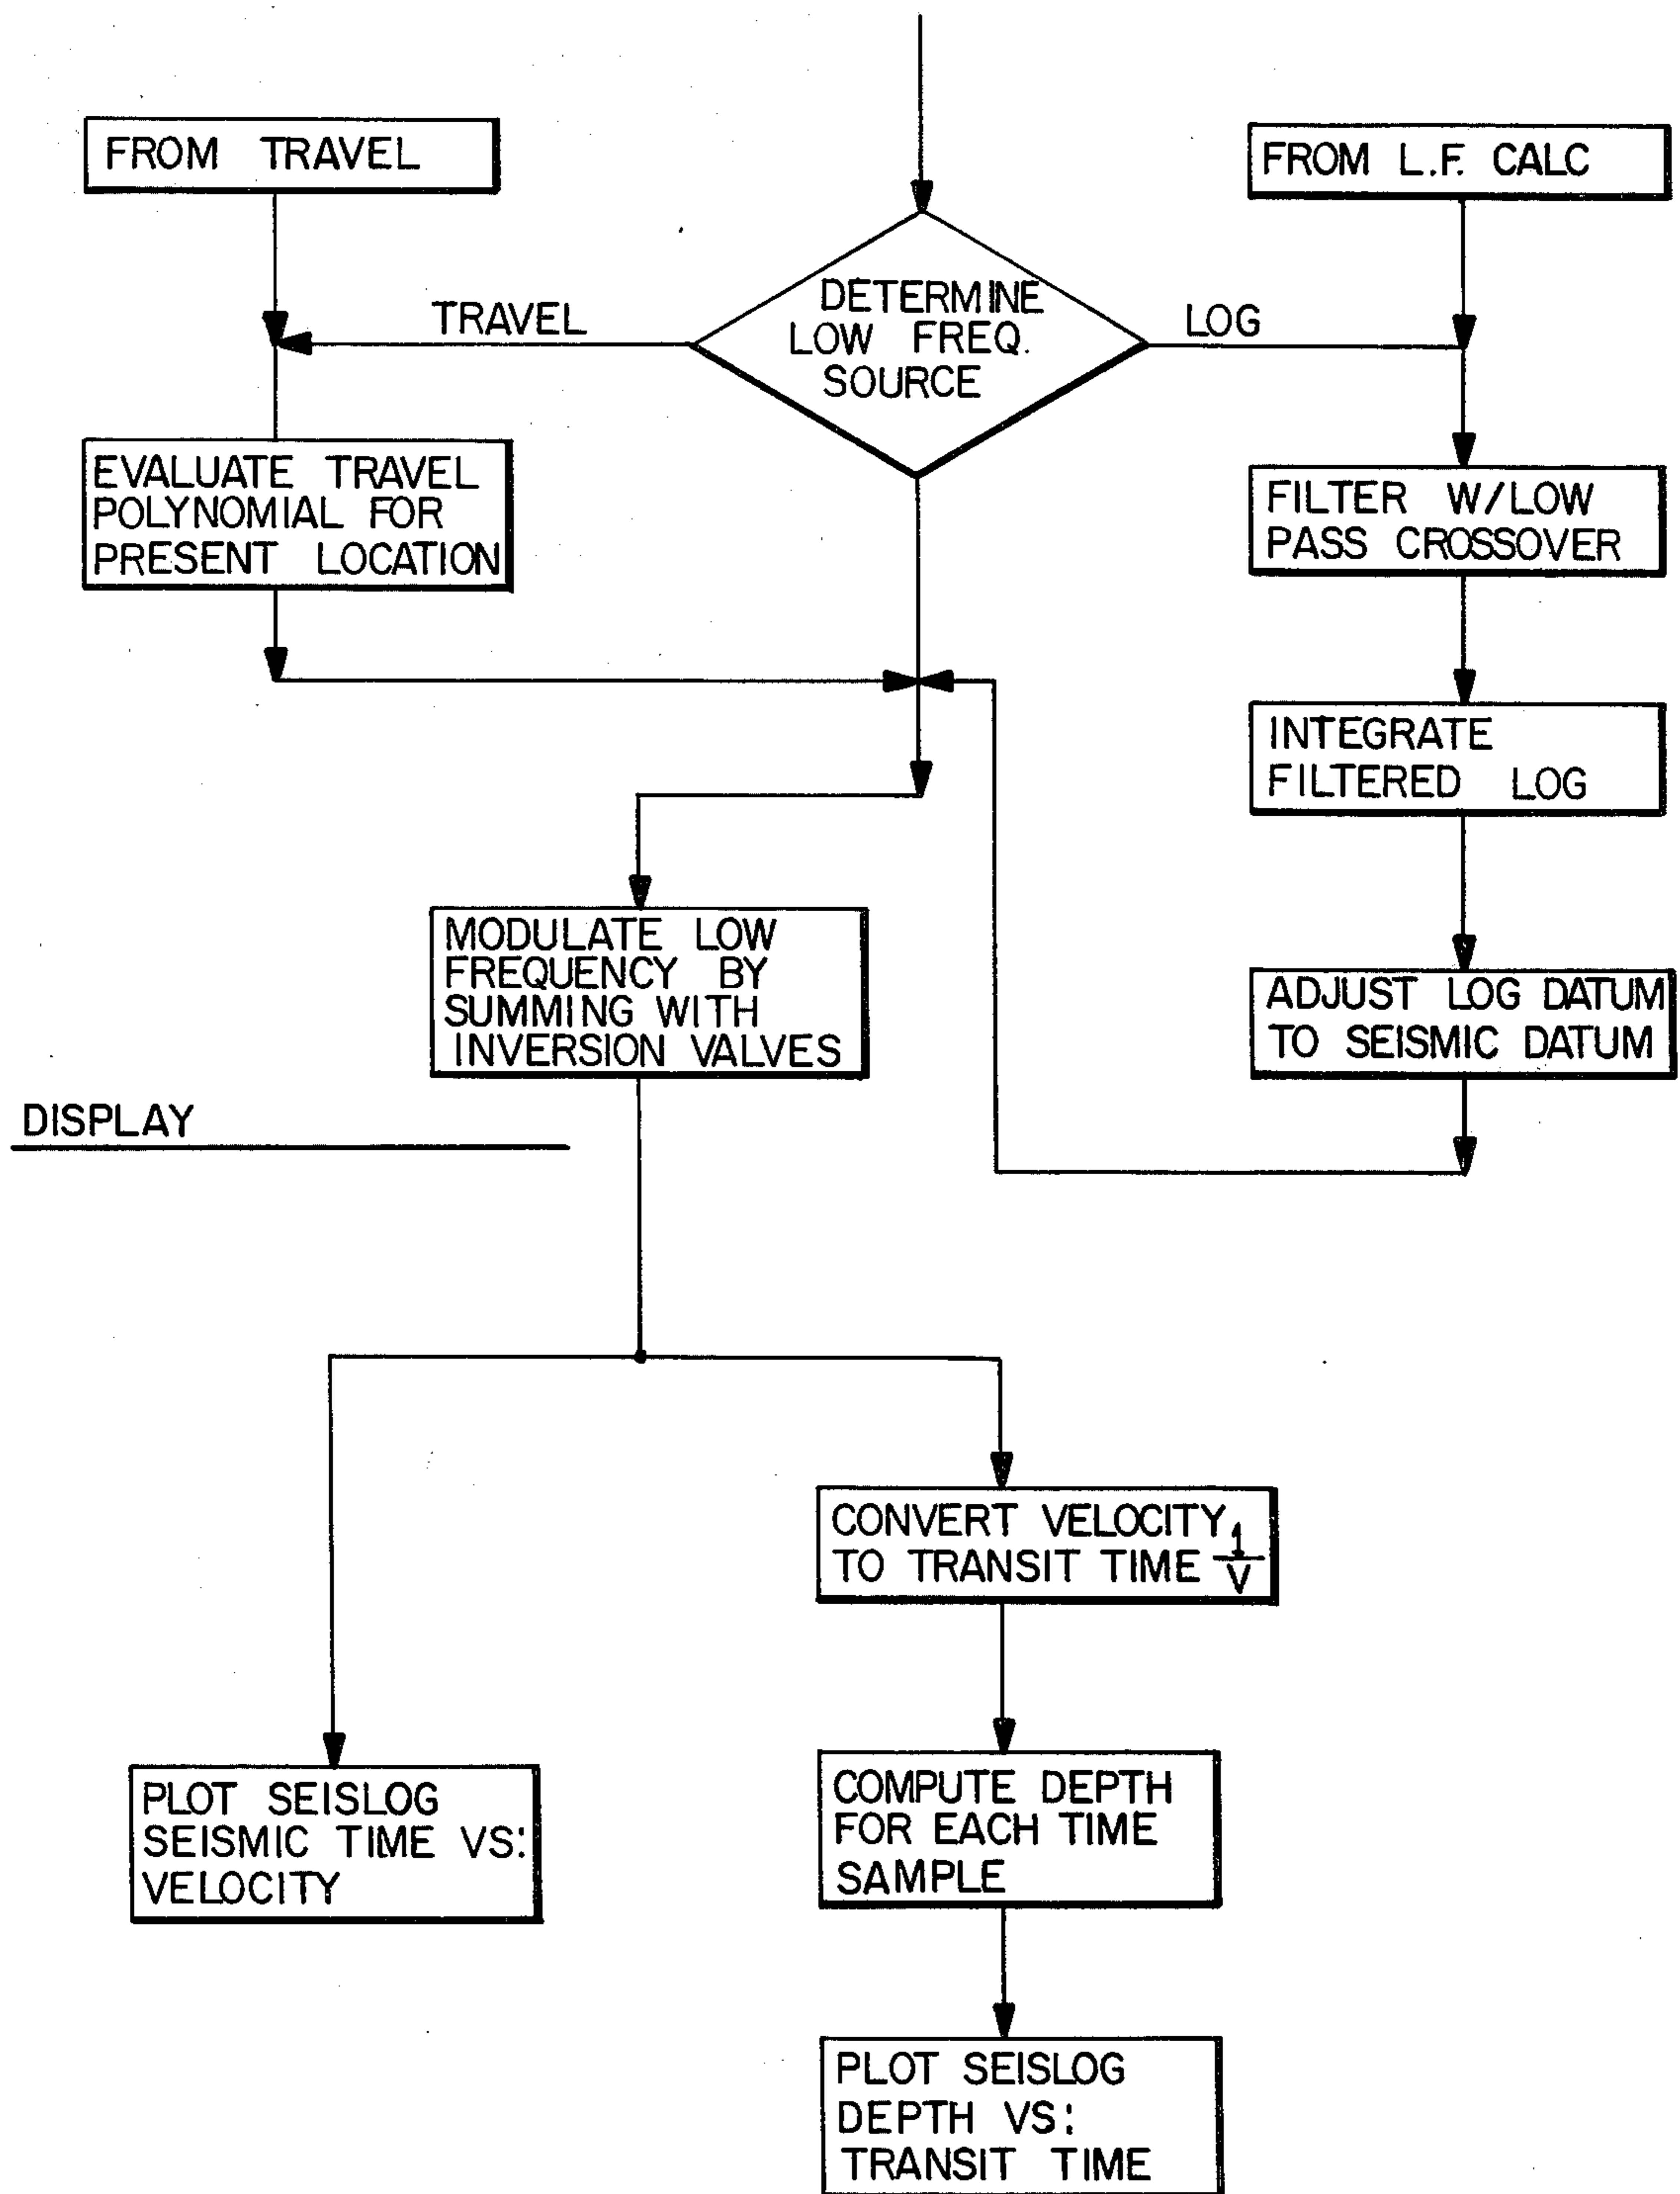 FROM TRAVEL
FROM L.F. CALC
DETERMINE
LOW FREQ.
SOURCE
TRAVEL
LOG
EVALUATE TRAVEL
POLYNOMIAL FOR
PRESENT LOCATION
FILTER W/LOW
PASS CROSSOVER
INTEGRATE
FILTERED LOG
MODULATE LOW
FREQUENCY BY
SUMMING WITH
INVERSION VALVES
ADJUST LOG DATUM
TO SEISMIC DATUM
DISPLAY
CONVERT VELOCITY
TO TRANSIT TIME 1/V
PLOT SEISLOG
SEISMIC TIME VS:
VELOCITY
COMPUTE DEPTH
FOR EACH TIME
SAMPLE
PLOT SEISLOG
DEPTH VS:
TRANSIT TIME